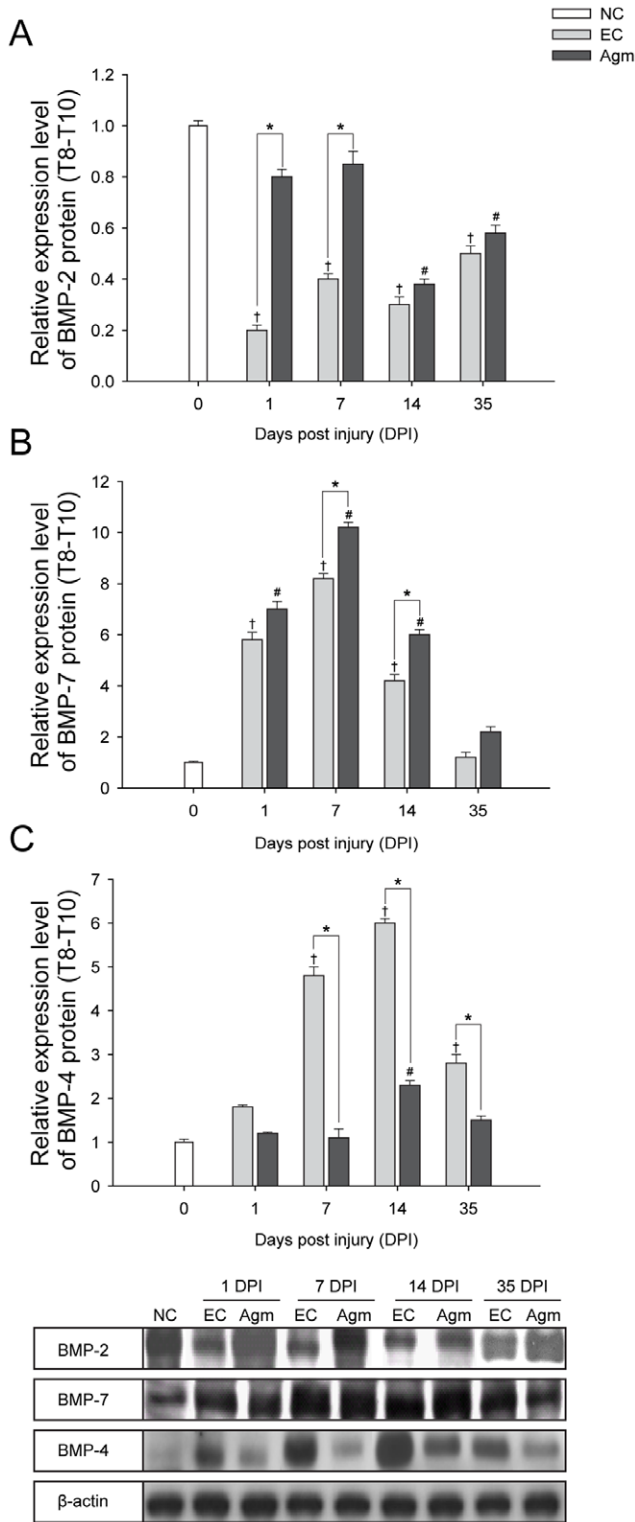 NC
EC
Agm
A
Relative expression level
of BMP-2 protein (T8-T10)
1.2
1.0
0.8
0.6
0.4
0.2
0.0
* *
† † † # † #
0 1 7 14 35
Days post injury (DPI)
B
Relative expression level
of BMP-7 protein (T8-T10)
12
10
8
6
4
2
0
* *
† # † # † #
0 1 7 14 35
Days post injury (DPI)
C
Relative expression level
of BMP-4 protein (T8-T10)
7
6
5
4
3
2
1
0
* * *
† † # †
0 1 7 14 35
Days post injury (DPI)
1 DPI 7 DPI 14 DPI 35 DPI
NC EC Agm EC Agm EC Agm EC Agm
BMP-2
BMP-7
BMP-4
β-actin